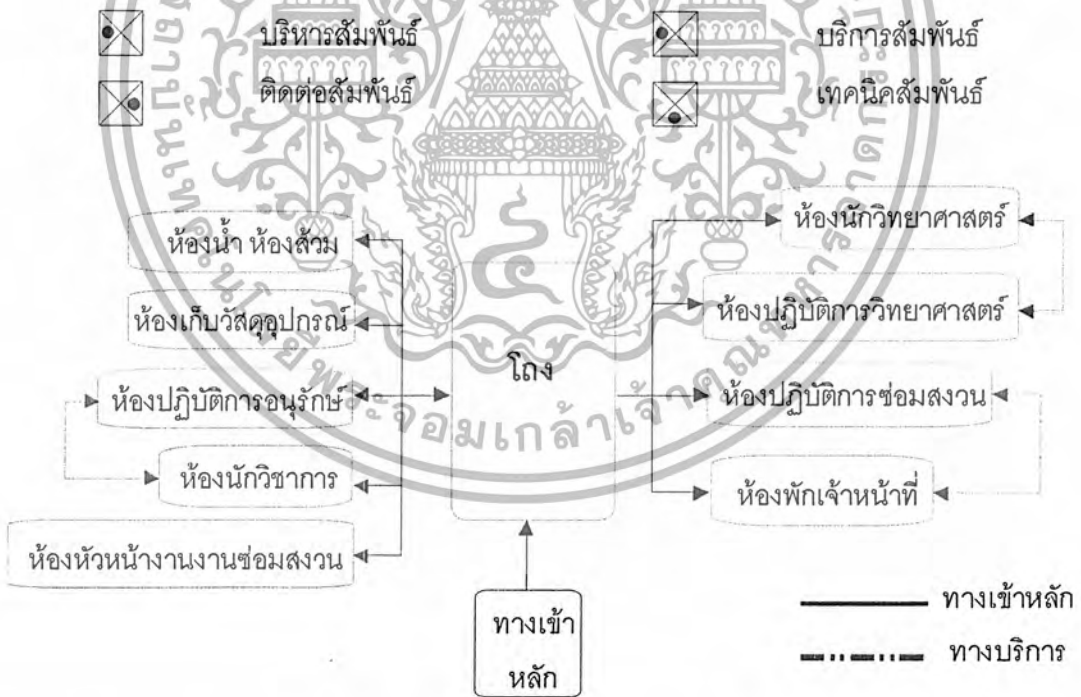 บริหารสัมพันธ์
บริการสัมพันธ์
ติดต่อสัมพันธ์
เทคนิคสัมพันธ์
ห้องน้ำ ห้องส้วม
ห้องนักวิทยาศาสตร์
ห้องเก็บวัสดุอุปกรณ์
ห้องปฏิบัติการวิทยาศาสตร์
โถง
ห้องปฏิบัติการอนุรักษ์
ห้องปฏิบัติการซ่อมสงวน
ห้องนักวิชาการ
ห้องพักเจ้าหน้าที่
ห้องหัวหน้างานงานซ่อมสงวน
ทางเข้า
หลัก
ทางเข้าหลัก
ทางบริการ